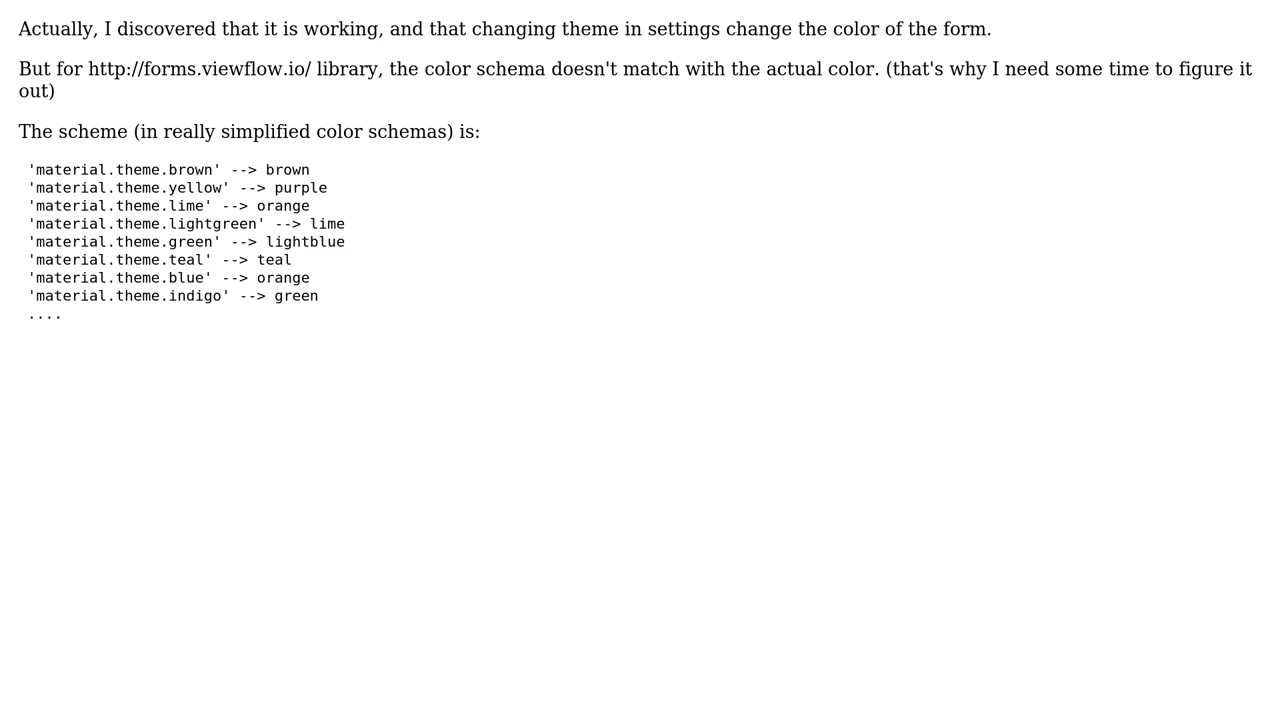 Actually, I discovered that it is working, and that changing theme in settings change the color of the form.
But for http://forms.viewflow.io/ library, the color schema doesn't match with the actual color. (that's why I need some time to figure it
out)
The scheme (in really simplified color schemas) is:
'material.theme.brown' --> brown
'material.theme.yellow' --> purple
'material.theme.lime' --> orange
'material.theme.lightgreen' --> lime
'material.theme.green' --> lightblue
'material.theme.teal' --> teal
'material.theme.blue' --> orange
'material.theme.indigo' --> green
....